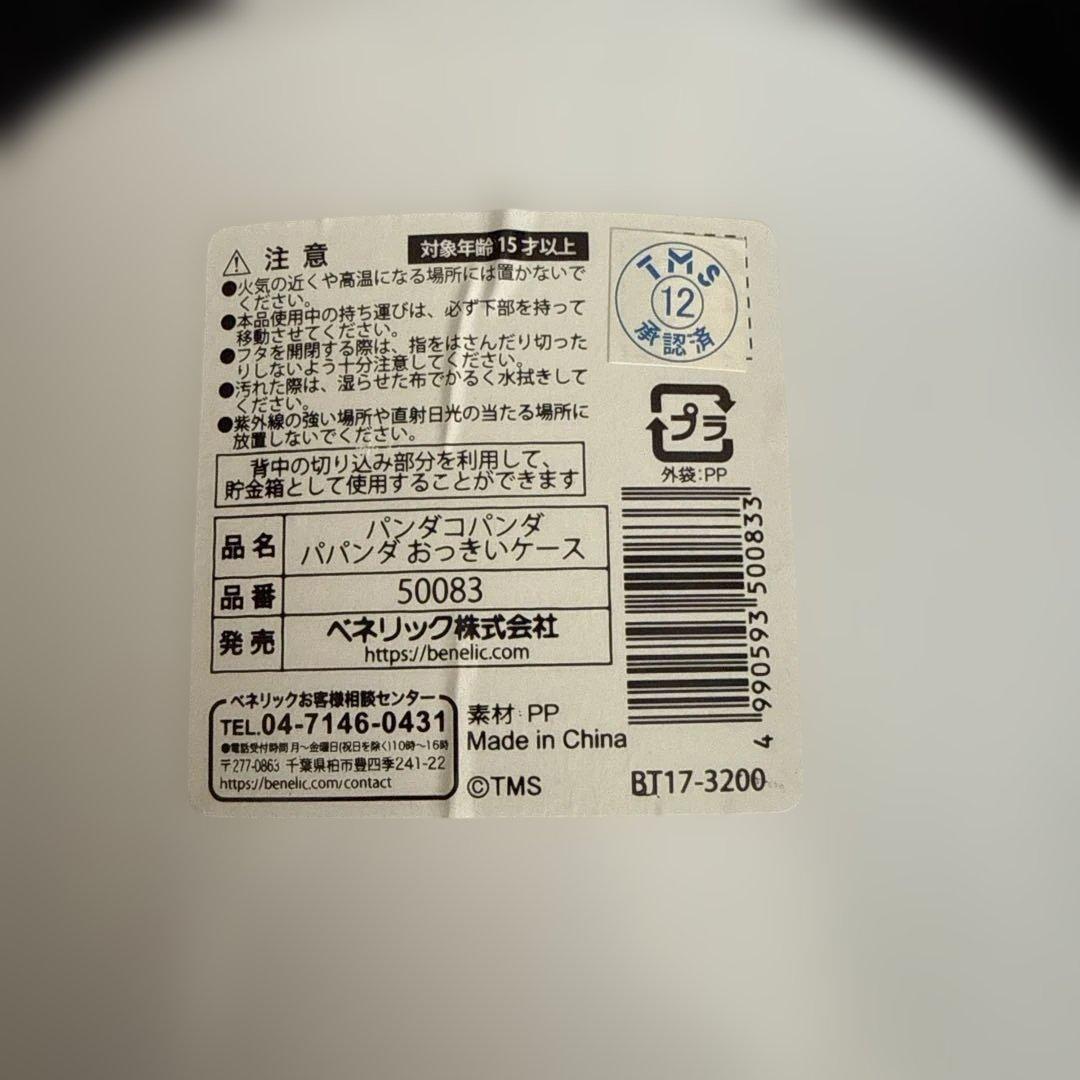 注意
対象年齢15才以上
●火気の近くや高温になる場所には置かないで
ください。
●本品使用中の持ち運びは、必ず下部を持って
移動させてください。
●フタを開閉する際は、指をはさんだり切った
りしないよう十分注意してください。
●汚れた際は、湿らせた布でかるく水拭きして
ください。
●紫外線の強い場所や直射日光の当たる場所に
放置しないでください。
背中の切り込み部分を利用して、
貯金箱として使用することができます
TMS
12
承認済
プラ
外袋:PP
品名
パンダコパンダ
パパンダ おっきいケース
品番
50083
発売
ベネリック株式会社
https://benelic.com
4 990593 500833
ベネリックお客様相談センター
TEL.04-7146-0431
●電話受付時間 月~金曜日(祝日を除く)10時~16時
〒277-0863 千葉県柏市豊四季241-22
https://benelic.com/contact
素材:PP
Made in China
©TMS
BT17-3200